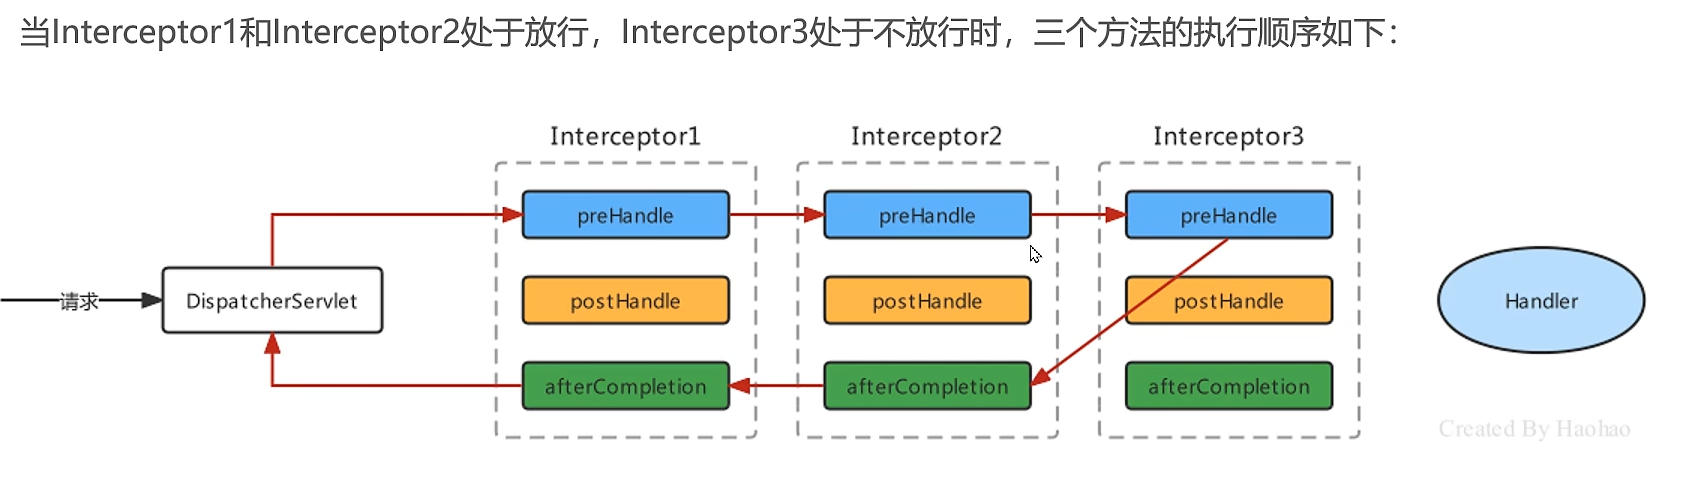 当Interceptor1和Interceptor2处于放行，Interceptor3处于不放行时，三个方法的执行顺序如下：
Interceptor1 Interceptor2 Interceptor3
preHandle preHandle preHandle
请求 DispatcherServlet postHandle postHandle postHandle Handler
afterCompletion afterCompletion afterCompletion
Created By Haohao